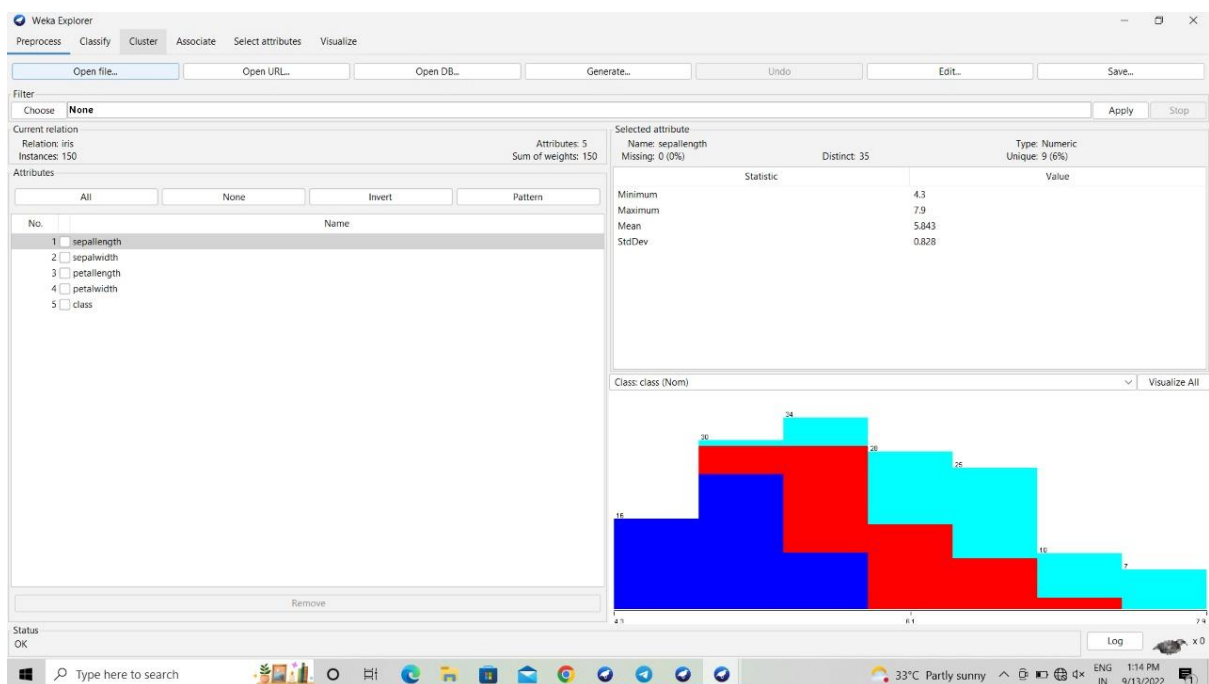 Weka Explorer
Preprocess Classify Cluster Associate Select attributes Visualize
Open file... Open URL... Open DB... Generate... Undo Edit... Save...
Filter
Choose None Apply Stop
Current relation
Relation: iris Attributes: 5
Instances: 150 Sum of weights: 150
Attributes
All None Invert Pattern
No. Name
1 sepallength
2 sepalwidth
3 petallength
4 petalwidth
5 class
Remove
Selected attribute
Name: sepallength Type: Numeric
Missing: 0 (0%) Distinct: 35 Unique: 9 (6%)
Statistic Value
Minimum 4.3
Maximum 7.9
Mean 5.843
StdDev 0.828
Class: class (Nom) Visualize All
34
30
28
25
16
10
7
4.3 6.1 7.9
Status
OK Log x 0
Type here to search 33°C Partly sunny ENG 1:14 PM
IN 9/13/2022